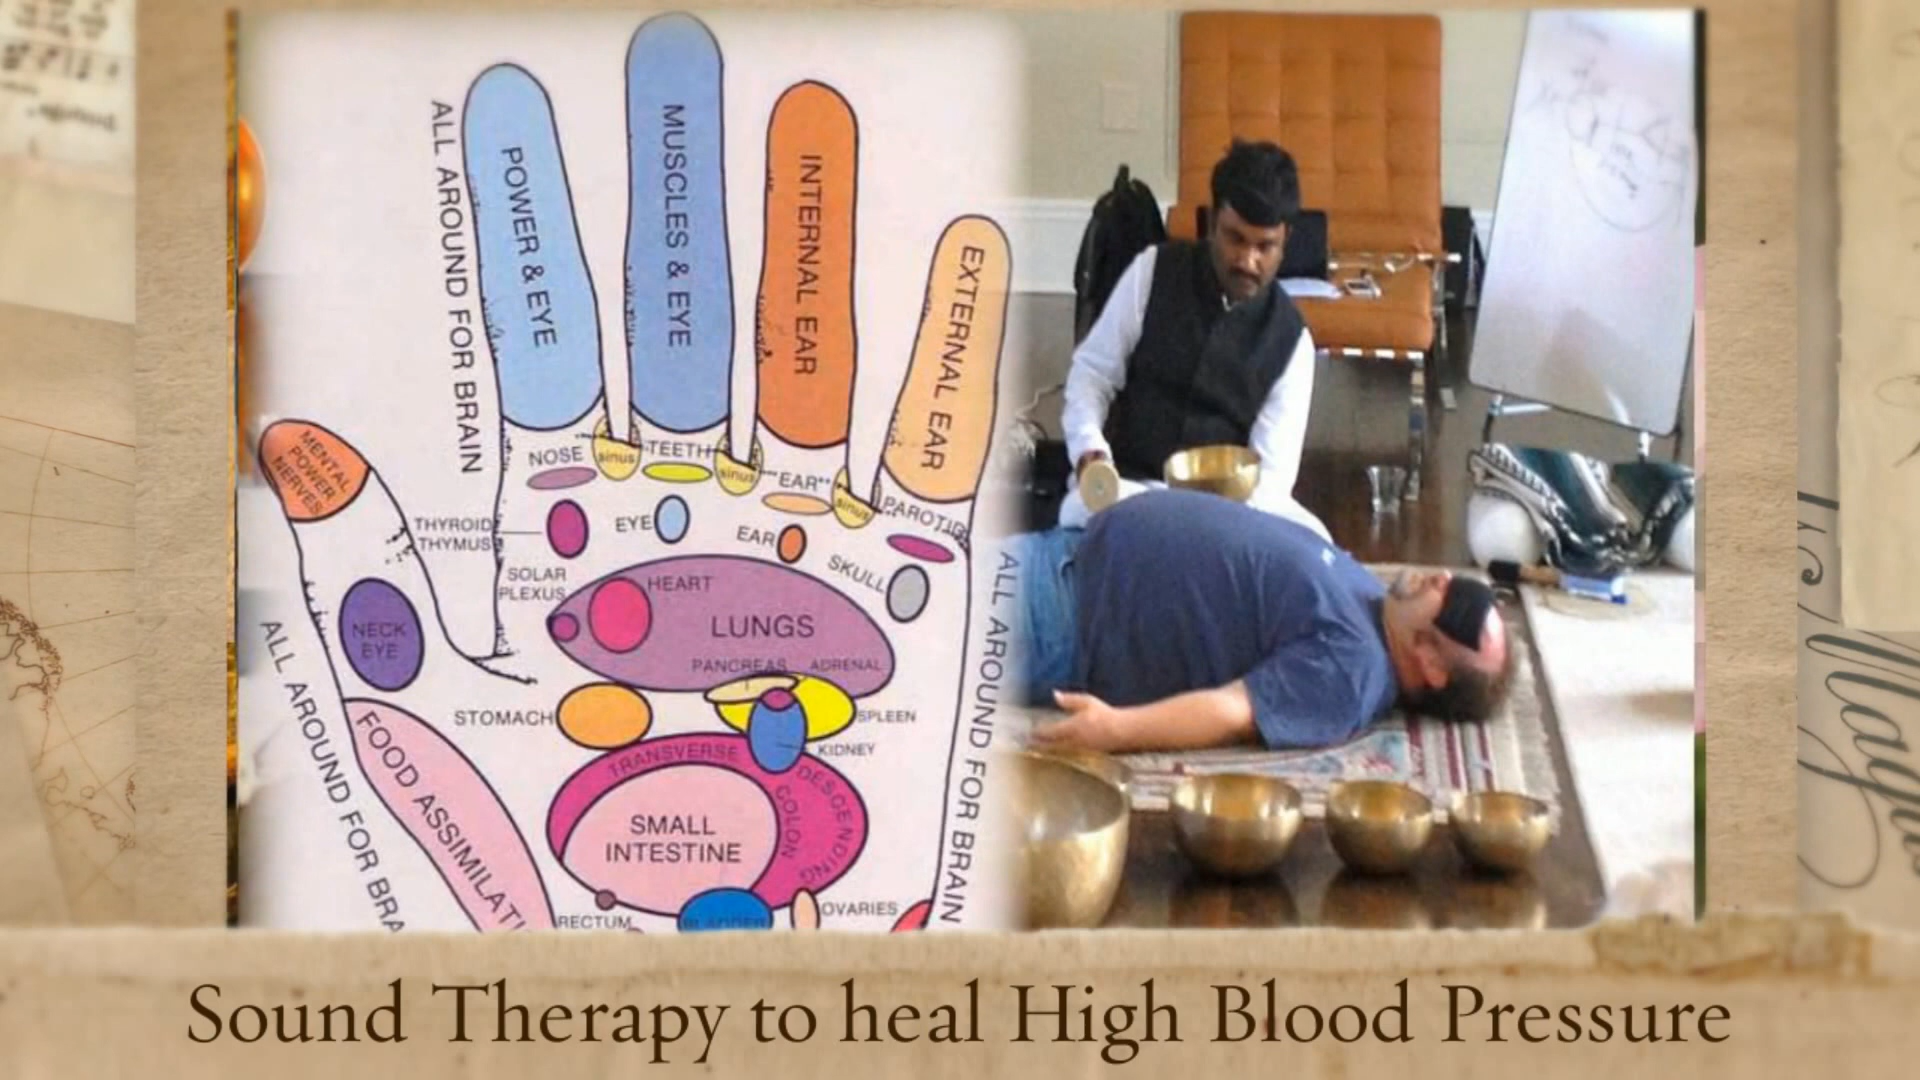 ALL AROUND FOR BRAIN
POWER & EYE
MUSCLES & EYE
INTERNAL EAR
EXTERNAL EAR
MENTAL
POWER
NERVES
NOSE
sinus
TEETH
sinus
EAR
sinus
PAROTID
THYROID
THYMUS
EYE
EAR
SKULL
SOLAR
PLEXUS
HEART
LUNGS
NECK
EYE
PANCREAS
ADRENAL
STOMACH
SPLEEN
KIDNEY
ALL AROUND FOR BRA
FOOD ASSIMILATI
TRANSVERSE
DESCENDING
COLON
SMALL
INTESTINE
RECTUM
BLADDER
OVARIES
ALL AROUND FOR BRAIN
Sound Therapy to heal High Blood Pressure